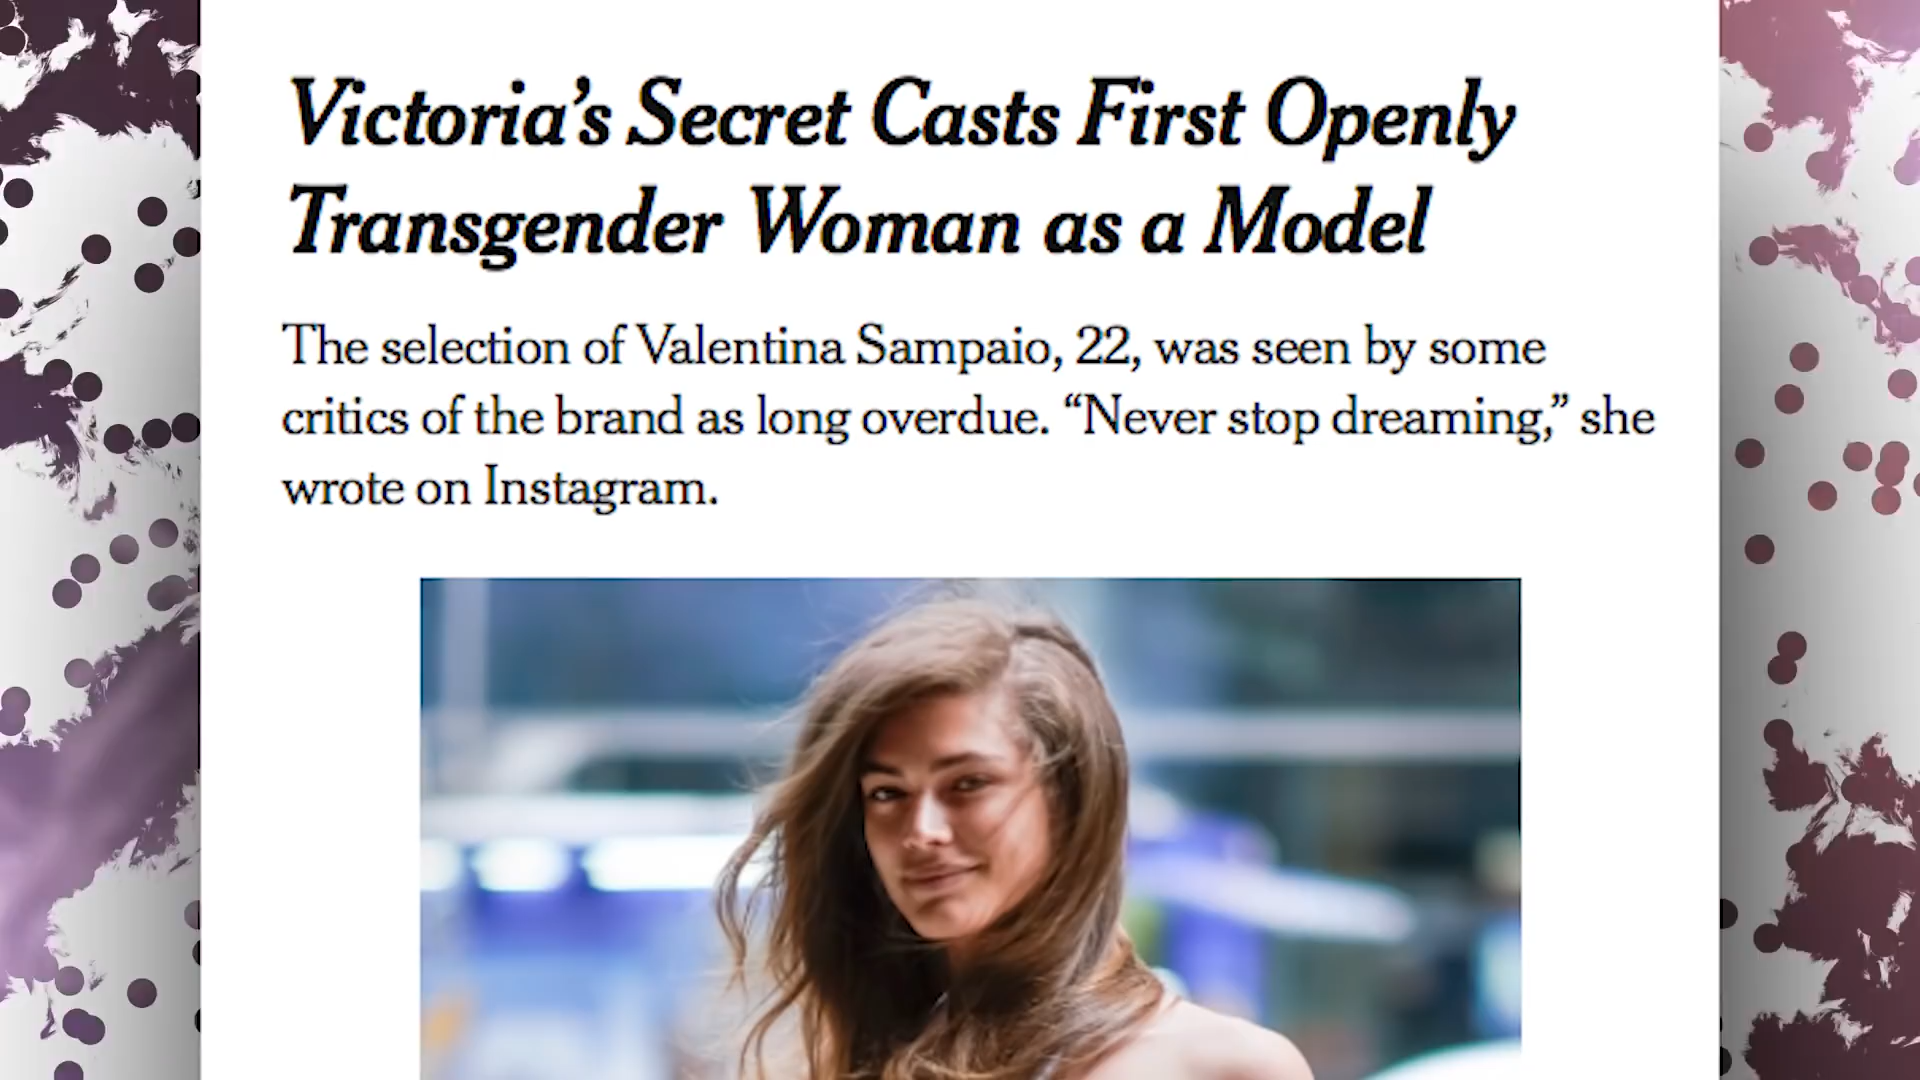 Victoria’s Secret Casts First Openly
Transgender Woman as a Model
The selection of Valentina Sampaio, 22, was seen by some
critics of the brand as long overdue. “Never stop dreaming,” she
wrote on Instagram.